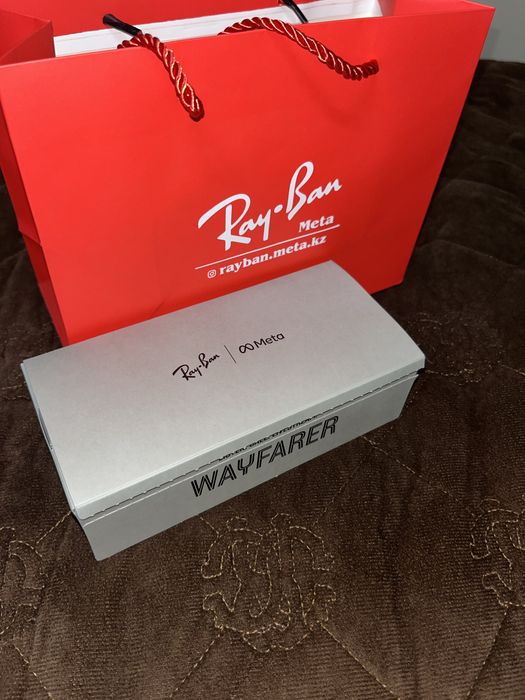 Ray-Ban
Meta
rayban.meta.kz
Ray-Ban | Meta
WAYFARER